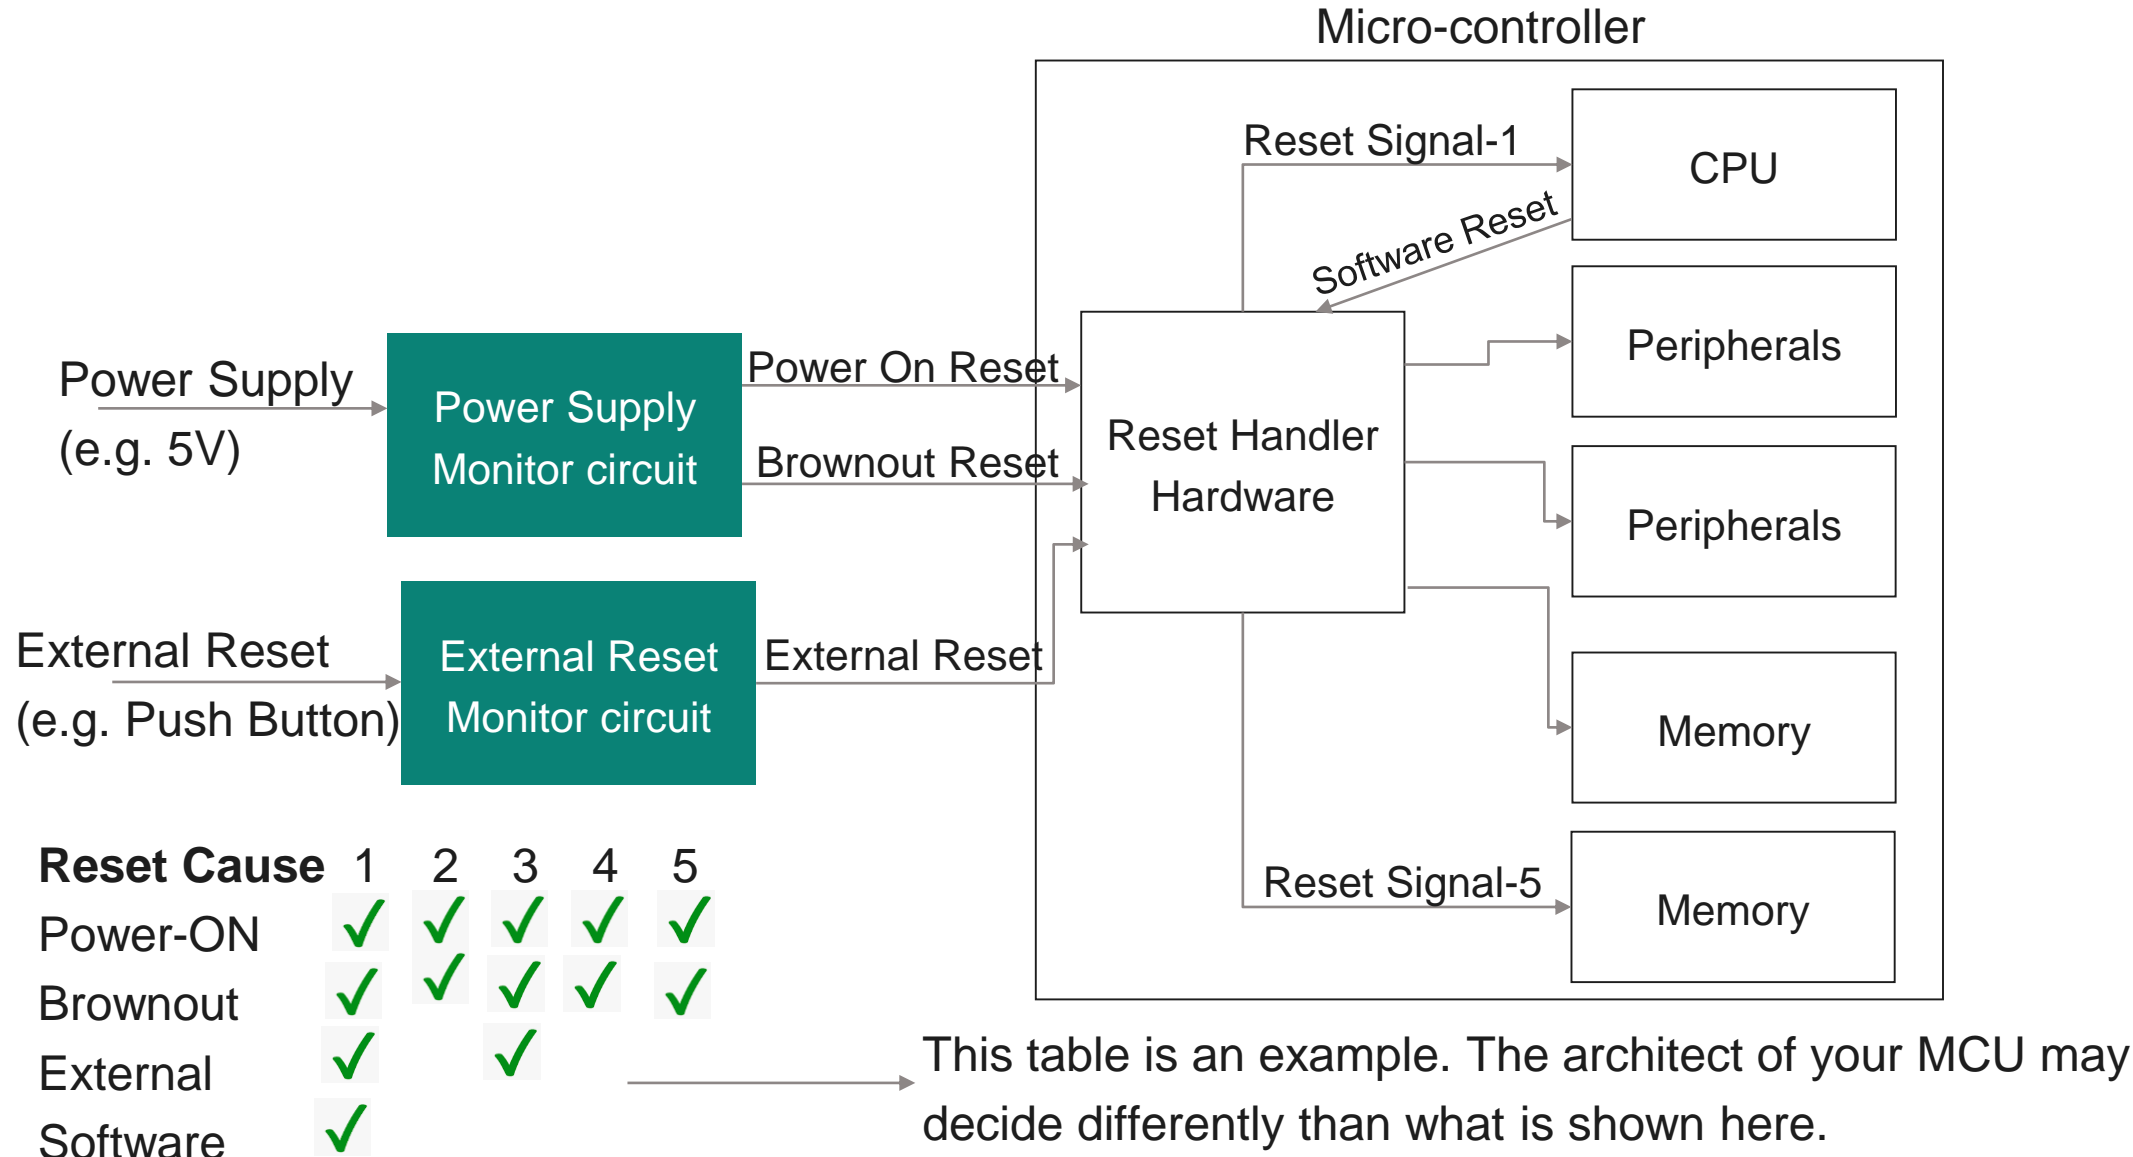 Micro-controller
Reset Signal-1
CPU
Software Reset
Power Supply
(e.g. 5V)
Power Supply
Monitor circuit
Power On Reset
Brownout Reset
Reset Handler
Hardware
Peripherals
Peripherals
External Reset
(e.g. Push Button)
External Reset
Monitor circuit
External Reset
Memory
Reset Signal-5
Memory
Reset Cause 1 2 3 4 5
Power-ON ✓ ✓ ✓ ✓ ✓
Brownout ✓ ✓ ✓ ✓ ✓
External ✓ ✓
Software ✓
This table is an example. The architect of your MCU may
decide differently than what is shown here.